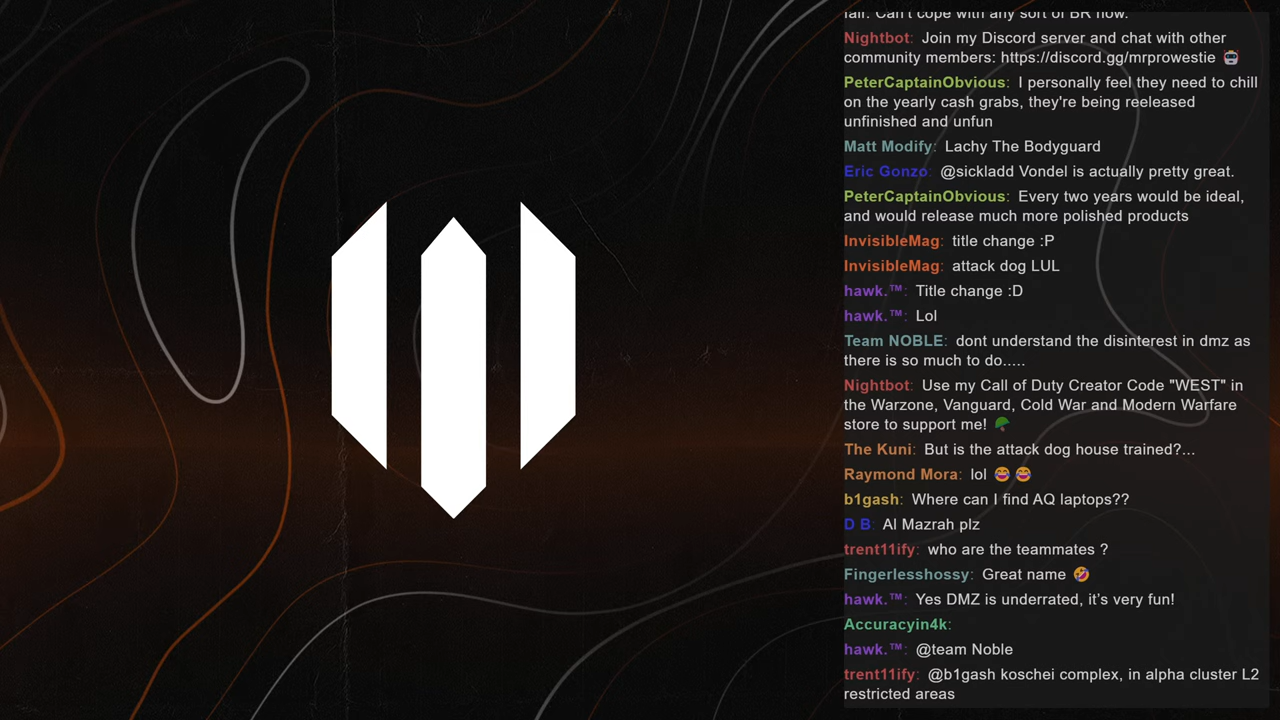 fair. Can't cope with any sort of BR now.
Nightbot: Join my Discord server and chat with other
community members: https://discord.gg/mrprowestie 🤖
PeterCaptainObvious: I personally feel they need to chill
on the yearly cash grabs, they're being reeleased
unfinished and unfun
Matt Modify: Lachy The Bodyguard
Eric Gonzo: @sickladd Vondel is actually pretty great.
PeterCaptainObvious: Every two years would be ideal,
and would release much more polished products
InvisibleMag: title change :P
InvisibleMag: attack dog LUL
hawk.™: Title change :D
hawk.™: Lol
Team NOBLE: dont understand the disinterest in dmz as
there is so much to do.....
Nightbot: Use my Call of Duty Creator Code "WEST" in
the Warzone, Vanguard, Cold War and Modern Warfare
store to support me! 🪂
The Kuni: But is the attack dog house trained?...
Raymond Mora: lol 😂 😂
b1gash: Where can I find AQ laptops??
D B: Al Mazrah plz
trent11ify: who are the teammates ?
Fingerlesshossy: Great name 🤣
hawk.™: Yes DMZ is underrated, it’s very fun!
Accuracyin4k:
hawk.™: @team Noble
trent11ify: @b1gash koschei complex, in alpha cluster L2
restricted areas